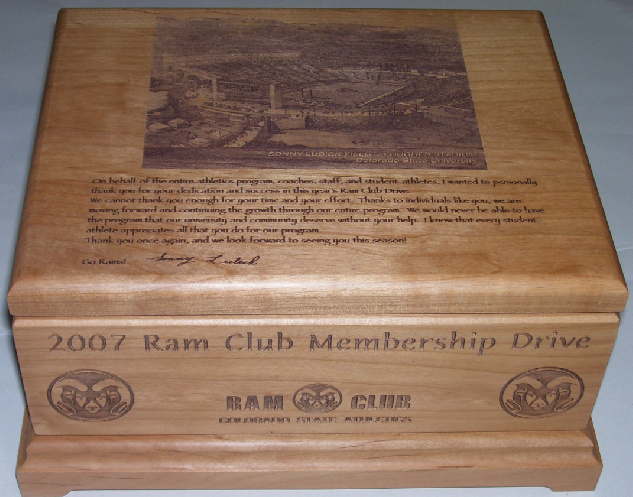 SONNY LUBICK FIELD HUGHES STADIUM
Colorado State University
On behalf of the entire athletics program, coaches, staff, and student-athletes, I wanted to personally
thank you for your dedication and success in this year's Ram Club Drive.
We cannot thank you enough for your time and your effort. Thanks to individuals like you, we are
moving forward and continuing the growth through our entire program. We would never be able to have
the program that our university and community deserve without your help. I know that every student
athlete appreciates all that you do for our program.
Thank you once again, and we look forward to seeing you this season!
Go Rams! Sonny Lubick
2007 Ram Club Membership Drive
RAM CLUB
COLORADO STATE ATHLETICS